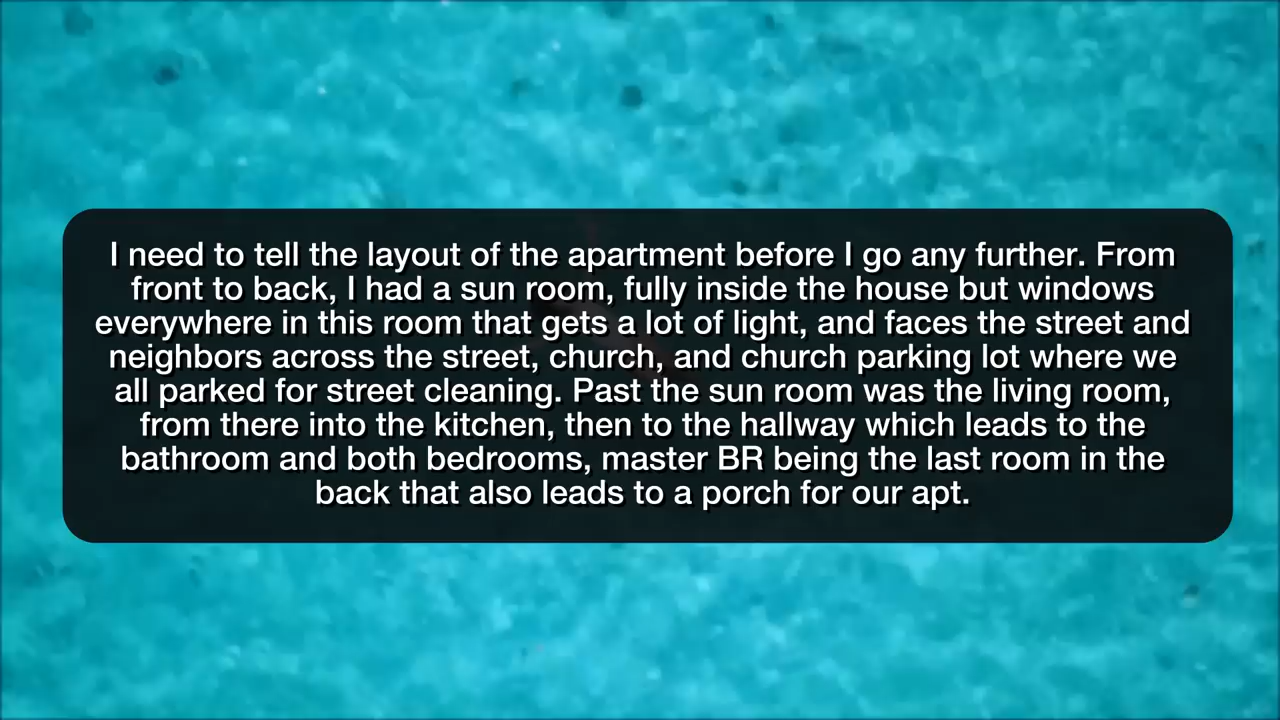 I need to tell the layout of the apartment before I go any further. From
front to back, I had a sun room, fully inside the house but windows
everywhere in this room that gets a lot of light, and faces the street and
neighbors across the street, church, and church parking lot where we
all parked for street cleaning. Past the sun room was the living room,
from there into the kitchen, then to the hallway which leads to the
bathroom and both bedrooms, master BR being the last room in the
back that also leads to a porch for our apt.